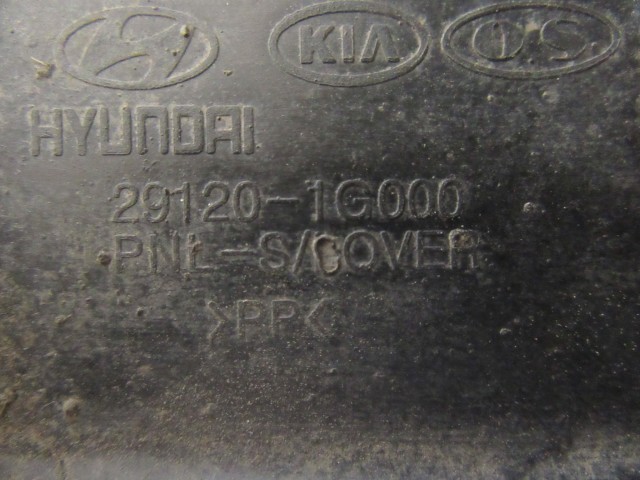 KIA
HYUNDAI
29120-1G000
PNL-S/COVER
>PP<